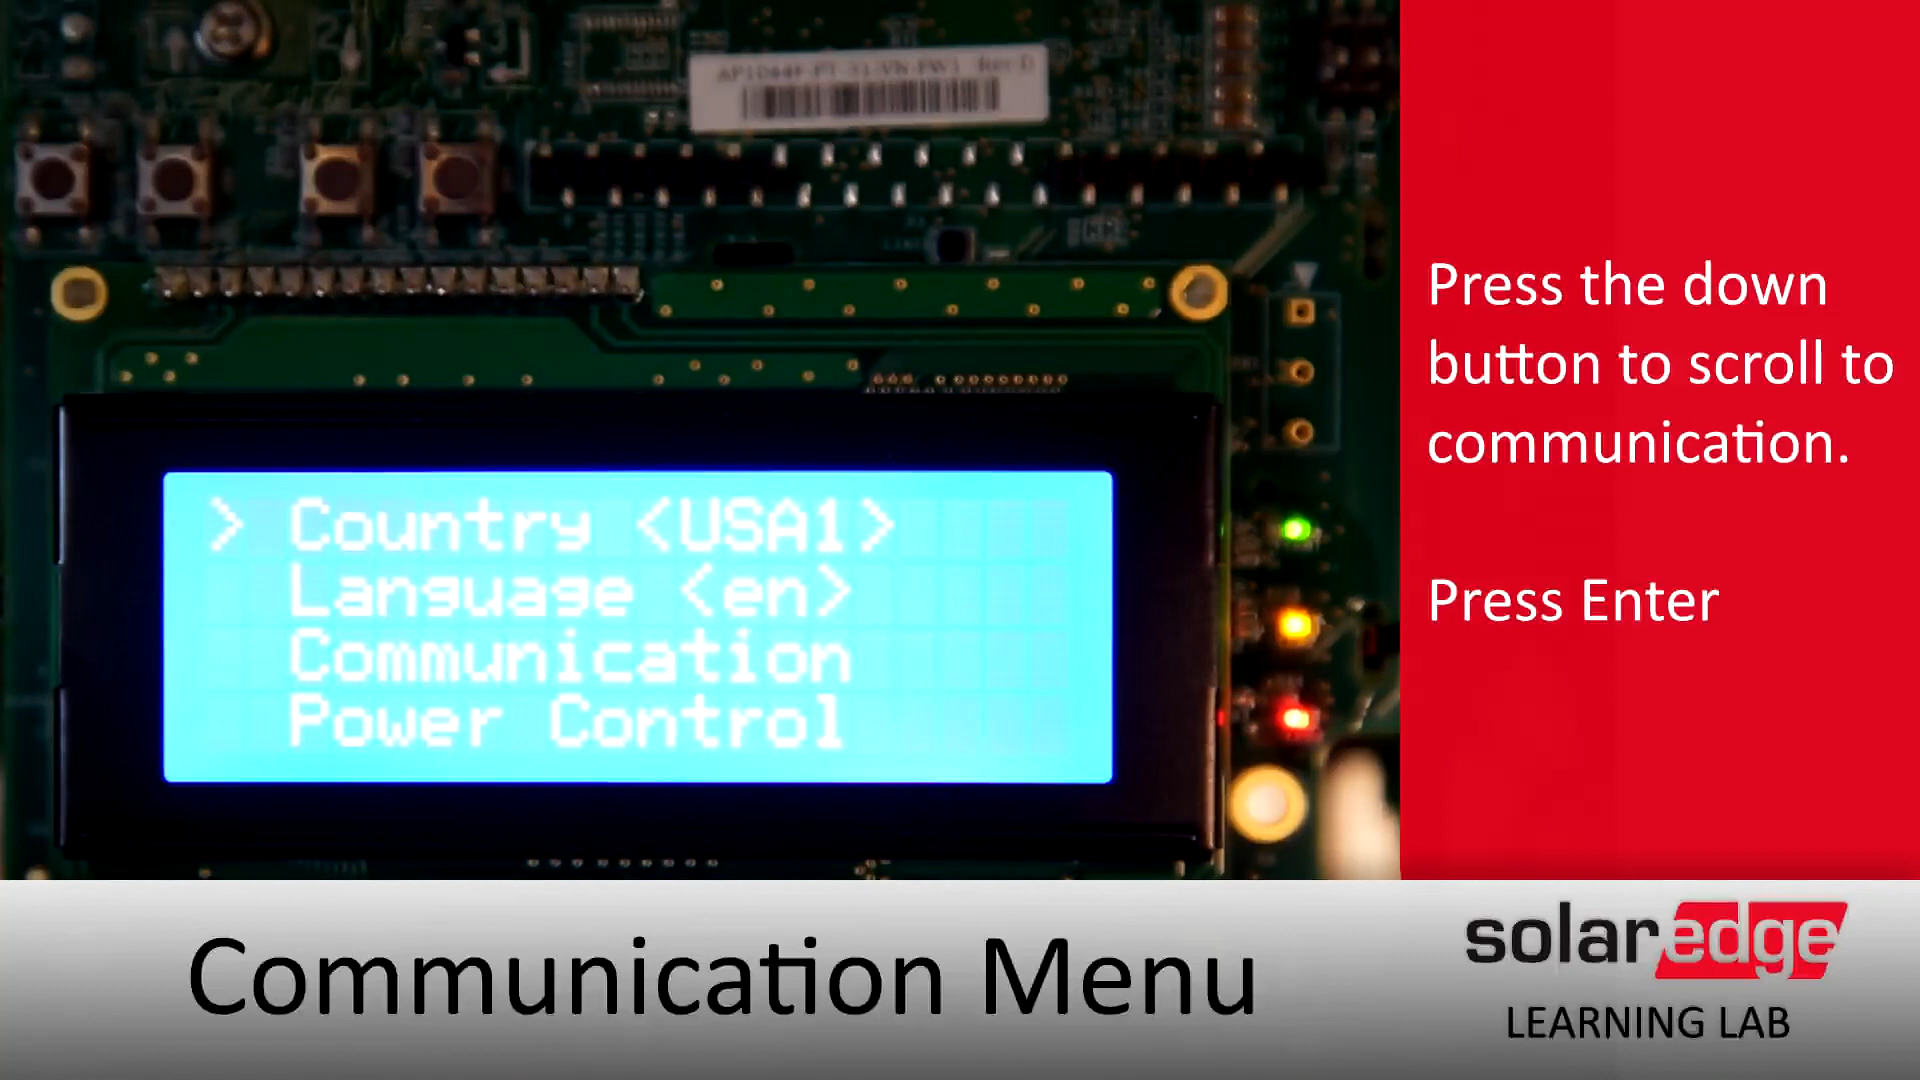 > Country <USA1>
Language <en>
Communication
Power Control
Press the down
button to scroll to
communication.
Press Enter
Communication Menu
solaredge
LEARNING LAB